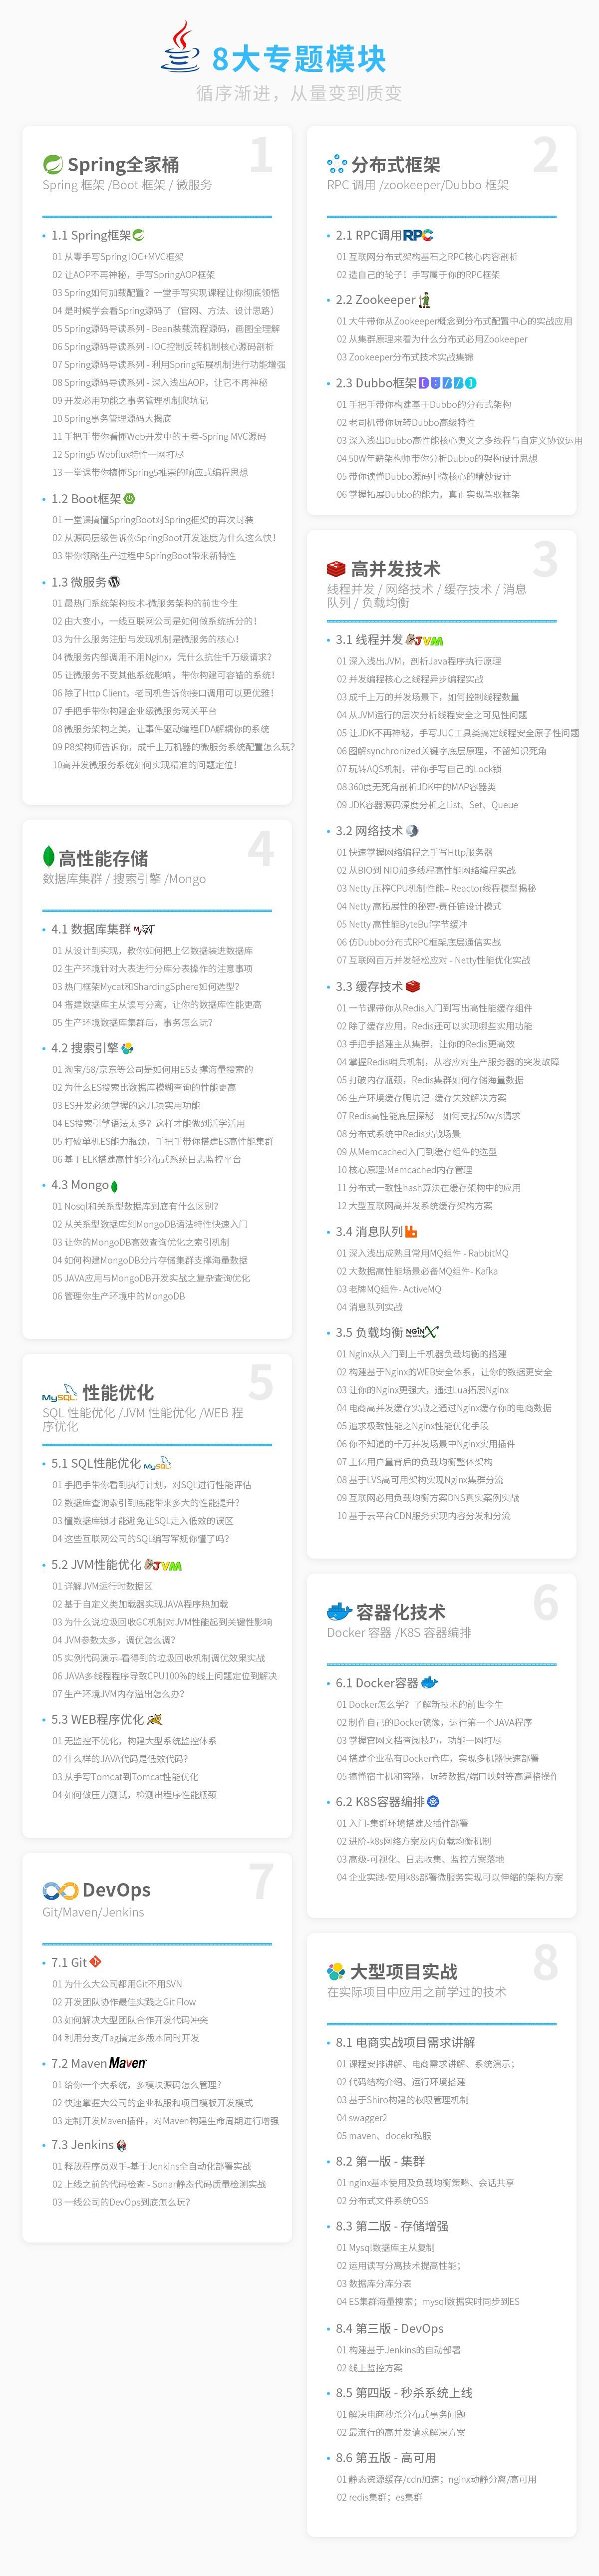 8大专题模块
循序渐进，从量变到质变
1
Spring全家桶
Spring 框架 /Boot 框架 / 微服务
1.1 Spring框架
01 从零手写Spring IOC+MVC框架
02 让AOP不再神秘，手写SpringAOP框架
03 Spring如何加载配置？一堂手写实现课程让你彻底领悟
04 是时候学会看Spring源码了（官网、方法、设计思路）
05 Spring源码导读系列 - Bean装载流程源码，画图全理解
06 Spring源码导读系列 - IOC控制反转机制核心源码剖析
07 Spring源码导读系列 - 利用Spring拓展机制进行功能增强
08 Spring源码导读系列 - 深入浅出AOP，让它不再神秘
09 开发必用功能之事务管理机制爬坑记
10 Spring事务管理源码大揭底
11 手把手带你看懂Web开发中的王者-Spring MVC源码
12 Spring5 Webflux特性一网打尽
13 一堂课带你搞懂Spring5推崇的响应式编程思想
1.2 Boot框架
01 一堂课搞懂SpringBoot对Spring框架的再次封装
02 从源码层级告诉你SpringBoot开发速度为什么这么快！
03 带你领略生产过程中SpringBoot带来新特性
1.3 微服务
01 最热门系统架构技术-微服务架构的前世今生
02 由大变小，一线互联网公司是如何做系统拆分的！
03 为什么服务注册与发现机制是微服务的核心！
04 微服务内部调用不用Nginx，凭什么抗住千万级请求？
05 让微服务不受其他系统影响，带你构建可容错的系统！
06 除了Http Client，老司机告诉你接口调用可以更优雅！
07 手把手带你构建企业级微服务网关平台
08 微服务架构之美，让事件驱动编程EDA解耦你的系统
09 P8架构师告诉你，成千上万机器的微服务系统配置怎么玩？
10高并发微服务系统如何实现精准的问题定位！
2
分布式框架
RPC 调用 /zookeeper/Dubbo 框架
2.1 RPC调用 RPC
01 互联网分布式架构基石之RPC核心内容剖析
02 造自己的轮子！手写属于你的RPC框架
2.2 Zookeeper
01 大牛带你从Zookeeper概念到分布式配置中心的实战应用
02 从集群原理来看为什么分布式必用Zookeeper
03 Zookeeper分布式技术实战集锦
2.3 Dubbo框架 DUBBO
01 手把手带你构建基于Dubbo的分布式架构
02 老司机带你玩转Dubbo高级特性
03 深入浅出Dubbo高性能核心奥义之多线程与自定义协议运用
04 50W年薪架构师带你分析Dubbo的架构设计思想
05 带你读懂Dubbo源码中微核心的精妙设计
06 掌握拓展Dubbo的能力，真正实现驾驭框架
3
高并发技术
线程并发 / 网络技术 / 缓存技术 / 消息
队列 / 负载均衡
3.1 线程并发 JVM
01 深入浅出JVM，剖析Java程序执行原理
02 并发编程核心之线程异步编程实战
03 成千上万的并发场景下，如何控制线程数量
04 从JVM运行的层次分析线程安全之可见性问题
05 让JDK不再神秘，手写JUC工具类搞定线程安全原子性问题
06 图解synchronized关键字底层原理，不留知识死角
07 玩转AQS机制，带你手写自己的Lock锁
08 360度无死角剖析JDK中的MAP容器类
09 JDK容器源码深度分析之List、Set、Queue
3.2 网络技术
01 快速掌握网络编程之手写Http服务器
02 从BIO到 NIO加多线程高性能网络编程实战
03 Netty 压榨CPU机制性能– Reactor线程模型揭秘
04 Netty 高拓展性的秘密-责任链设计模式
05 Netty 高性能ByteBuf字节缓冲
06 仿Dubbo分布式RPC框架底层通信实战
07 互联网百万并发轻松应对 - Netty性能优化实战
3.3 缓存技术
01 一节课带你从Redis入门到写出高性能缓存组件
02 除了缓存应用，Redis还可以实现哪些实用功能
03 手把手搭建主从集群，让你的Redis更高效
04 掌握Redis哨兵机制，从容应对生产服务器的突发故障
05 打破内存瓶颈，Redis集群如何存储海量数据
06 生产环境缓存爬坑记 -缓存失效解决方案
07 Redis高性能底层探秘 – 如何支撑50w/s请求
08 分布式系统中Redis实战场景
09 从Memcached入门到缓存组件的选型
10 核心原理:Memcached内存管理
11 分布式一致性hash算法在缓存架构中的应用
12 大型互联网高并发系统缓存架构方案
3.4 消息队列
01 深入浅出成熟且常用MQ组件 - RabbitMQ
02 大数据高性能场景必备MQ组件- Kafka
03 老牌MQ组件- ActiveMQ
04 消息队列实战
3.5 负载均衡 NGINX
01 Nginx从入门到上千机器负载均衡的搭建
02 构建基于Nginx的WEB安全体系，让你的数据更安全
03 让你的Nginx更强大，通过Lua拓展Nginx
04 电商高并发缓存实战之通过Nginx缓存你的电商数据
05 追求极致性能之Nginx性能优化手段
06 你不知道的千万并发场景中Nginx实用插件
07 上亿用户量背后的负载均衡整体架构
08 基于LVS高可用架构实现Nginx集群分流
09 互联网必用负载均衡方案DNS真实案例实战
10 基于云平台CDN服务实现内容分发和分流
4
高性能存储
数据库集群 / 搜索引擎 /Mongo
4.1 数据库集群
01 从设计到实现，教你如何把上亿数据装进数据库
02 生产环境针对大表进行分库分表操作的注意事项
03 热门框架Mycat和ShardingSphere如何选型？
04 搭建数据库主从读写分离，让你的数据库性能更高
05 生产环境数据库集群后，事务怎么玩？
4.2 搜索引擎
01 淘宝/58/京东等公司是如何用ES支撑海量搜索的
02 为什么ES搜索比数据库模糊查询的性能更高
03 ES开发必须掌握的这几项实用功能
04 ES搜索引擎语法太多？这样才能做到活学活用
05 打破单机ES能力瓶颈，手把手带你搭建ES高性能集群
06 基于ELK搭建高性能分布式系统日志监控平台
4.3 Mongo
01 Nosql和关系型数据库到底有什么区别？
02 从关系型数据库到MongoDB语法特性快速入门
03 让你的MongoDB高效查询优化之索引机制
04 如何构建MongoDB分片存储集群支撑海量数据
05 JAVA应用与MongoDB开发实战之复杂查询优化
06 管理你生产环境中的MongoDB
5
MySQL 性能优化
SQL 性能优化 /JVM 性能优化 /WEB 程
序优化
5.1 SQL性能优化 MySQL
01 手把手带你看到执行计划，对SQL进行性能评估
02 数据库查询索引到底能带来多大的性能提升？
03 懂数据库锁才能避免让SQL走入低效的误区
04 这些互联网公司的SQL编写军规你懂了吗？
5.2 JVM性能优化 JVM
01 详解JVM运行时数据区
02 基于自定义类加载器实现JAVA程序热加载
03 为什么说垃圾回收GC机制对JVM性能起到关键性影响
04 JVM参数太多，调优怎么调？
05 实例代码演示-看得到的垃圾回收机制调优效果实战
06 JAVA多线程程序导致CPU100%的线上问题定位到解决
07 生产环境JVM内存溢出怎么办？
5.3 WEB程序优化
01 无监控不优化，构建大型系统监控体系
02 什么样的JAVA代码是低效代码？
03 从手写Tomcat到Tomcat性能优化
04 如何做压力测试，检测出程序性能瓶颈
6
容器化技术
Docker 容器 /K8S 容器编排
6.1 Docker容器
01 Docker怎么学？了解新技术的前世今生
02 制作自己的Docker镜像，运行第一个JAVA程序
03 掌握官网文档查阅技巧，功能一网打尽
04 搭建企业私有Docker仓库，实现多机器快速部署
05 搞懂宿主机和容器，玩转数据/端口映射等高逼格操作
6.2 K8S容器编排
01 入门-集群环境搭建及插件部署
02 进阶-k8s网络方案及内负载均衡机制
03 高级-可视化、日志收集、监控方案落地
04 企业实践-使用k8s部署微服务实现可以伸缩的架构方案
7
DevOps
Git/Maven/Jenkins
7.1 Git
01 为什么大公司都用Git不用SVN
02 开发团队协作最佳实践之Git Flow
03 如何解决大型团队合作开发代码冲突
04 利用分支/Tag搞定多版本同时开发
7.2 Maven Maven
01 给你一个大系统，多模块源码怎么管理？
02 快速掌握大公司的企业私服和项目模板开发模式
03 定制开发Maven插件，对Maven构建生命周期进行增强
7.3 Jenkins
01 释放程序员双手-基于Jenkins全自动化部署实战
02 上线之前的代码检查 - Sonar静态代码质量检测实战
03 一线公司的DevOps到底怎么玩？
8
大型项目实战
在实际项目中应用之前学过的技术
8.1 电商实战项目需求讲解
01 课程安排讲解、电商需求讲解、系统演示；
02 代码结构介绍、运行环境搭建
03 基于Shiro构建的权限管理机制
04 swagger2
05 maven、docekr私服
8.2 第一版 - 集群
01 nginx基本使用及负载均衡策略、会话共享
02 分布式文件系统OSS
8.3 第二版 - 存储增强
01 Mysql数据库主从复制
02 运用读写分离技术提高性能；
03 数据库分库分表
04 ES集群海量搜索；mysql数据实时同步到ES
8.4 第三版 - DevOps
01 构建基于Jenkins的自动部署
02 线上监控方案
8.5 第四版 - 秒杀系统上线
01 解决电商秒杀分布式事务问题
02 最流行的高并发请求解决方案
8.6 第五版 - 高可用
01 静态资源缓存/cdn加速；nginx动静分离/高可用
02 redis集群；es集群